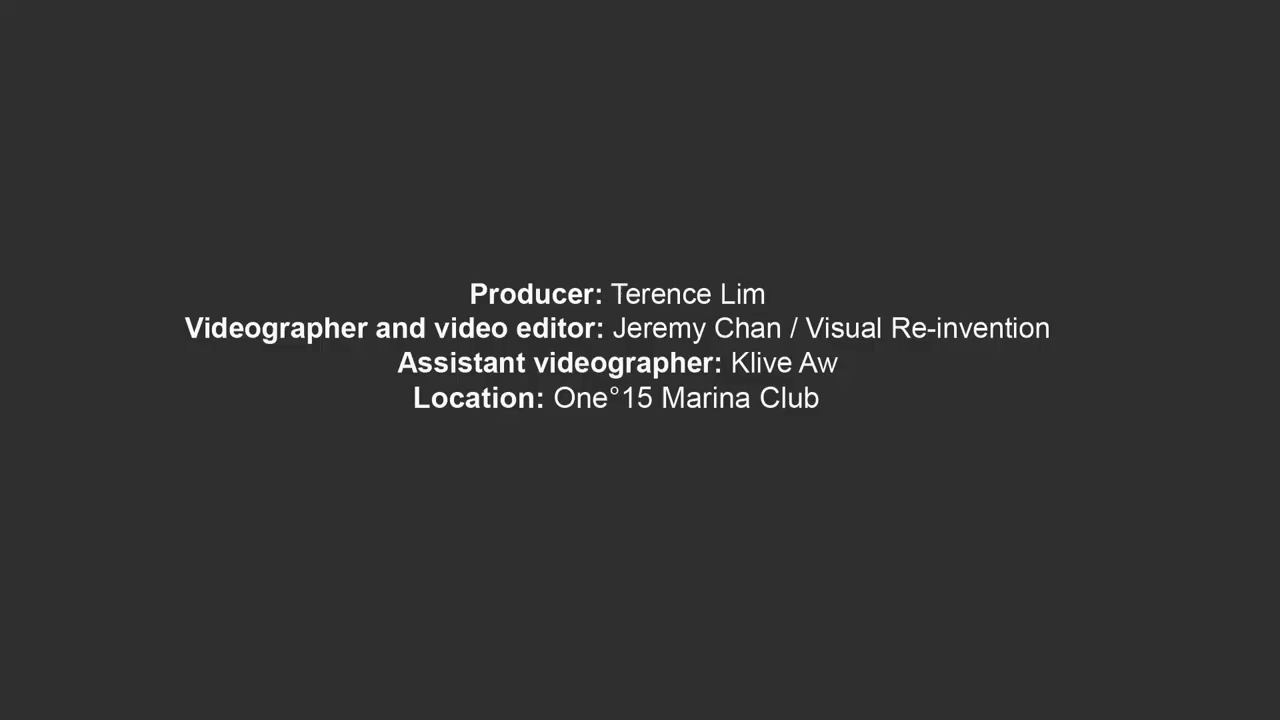 Producer: Terence Lim
Videographer and video editor: Jeremy Chan / Visual Re-invention
Assistant videographer: Klive Aw
Location: One°15 Marina Club